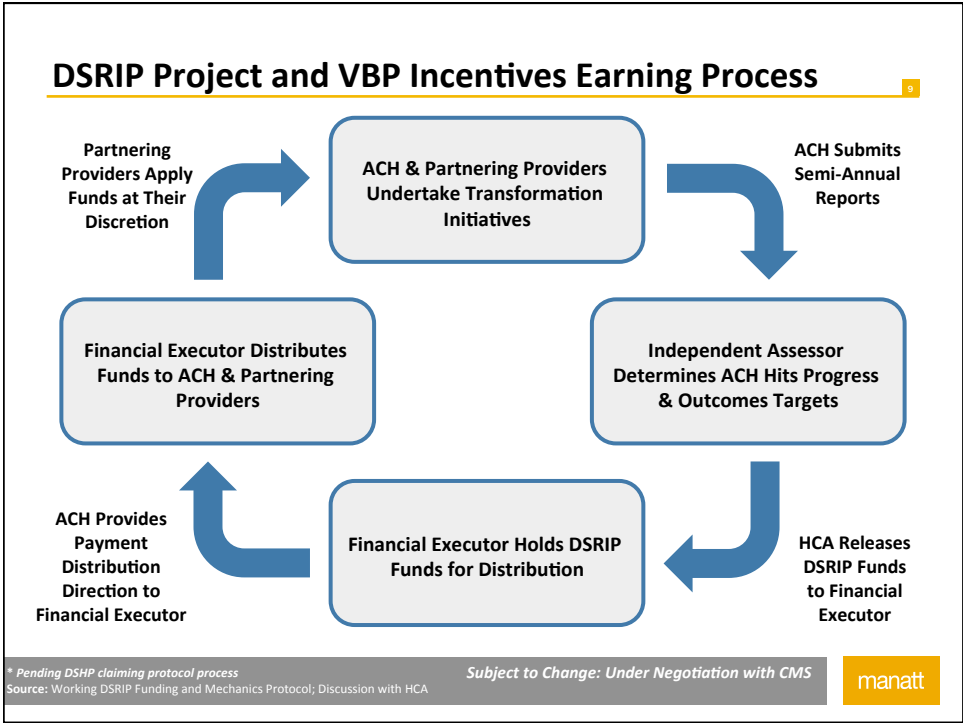 DSRIP Project and VBP Incentives Earning Process
9
Partnering
Providers Apply
Funds at Their
Discretion
ACH & Partnering Providers
Undertake Transformation
Initiatives
ACH Submits
Semi-Annual
Reports
Financial Executor Distributes
Funds to ACH & Partnering
Providers
Independent Assessor
Determines ACH Hits Progress
& Outcomes Targets
ACH Provides
Payment
Distribution
Direction to
Financial Executor
Financial Executor Holds DSRIP
Funds for Distribution
HCA Releases
DSRIP Funds
to Financial
Executor
* Pending DSHP claiming protocol process
Subject to Change: Under Negotiation with CMS
Source: Working DSRIP Funding and Mechanics Protocol; Discussion with HCA
manatt